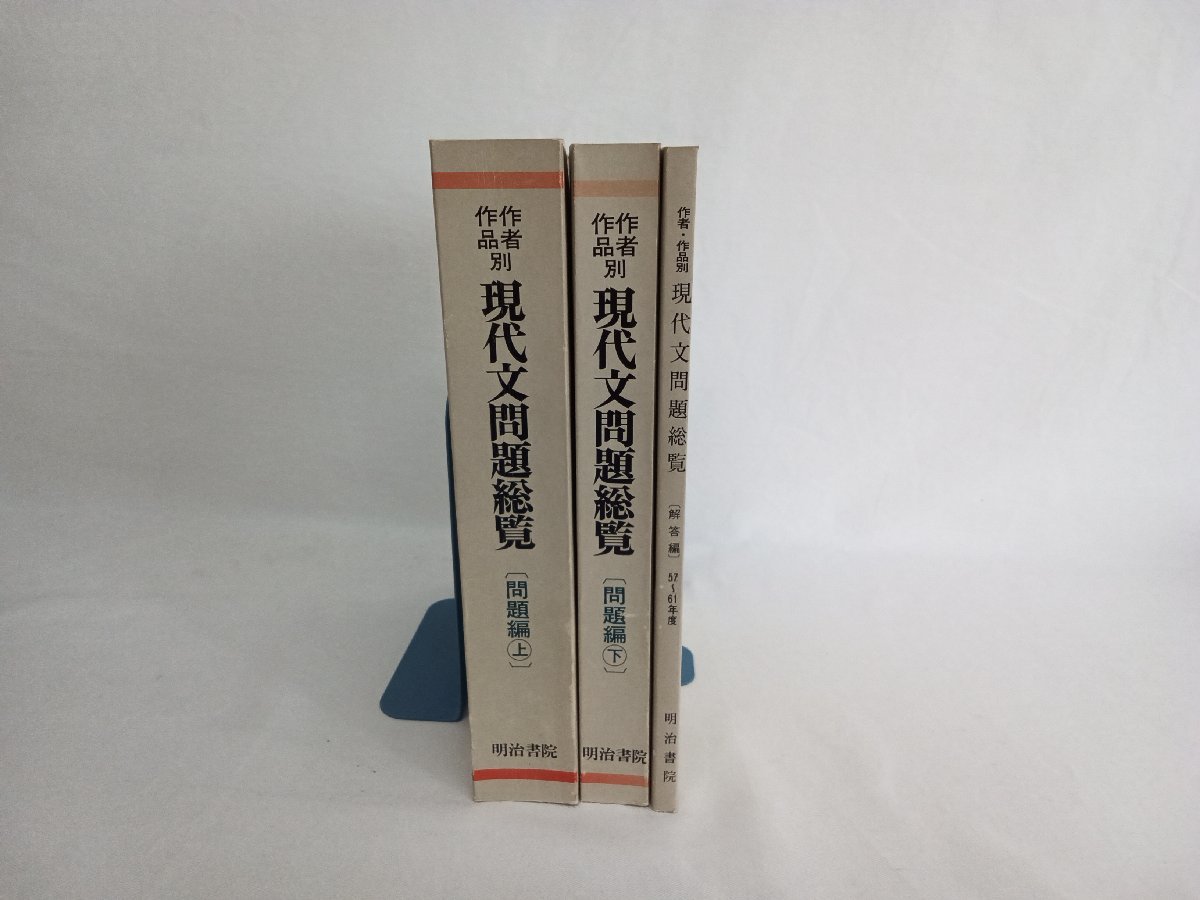 作者
作品別
現代文問題総覧
〔問題編㊤〕
明治書院
作者
作品別
現代文問題総覧
〔問題編㊦〕
明治書院
作者・作品別
現代文問題総覧
〔解答編〕
57〜61年度
明治書院